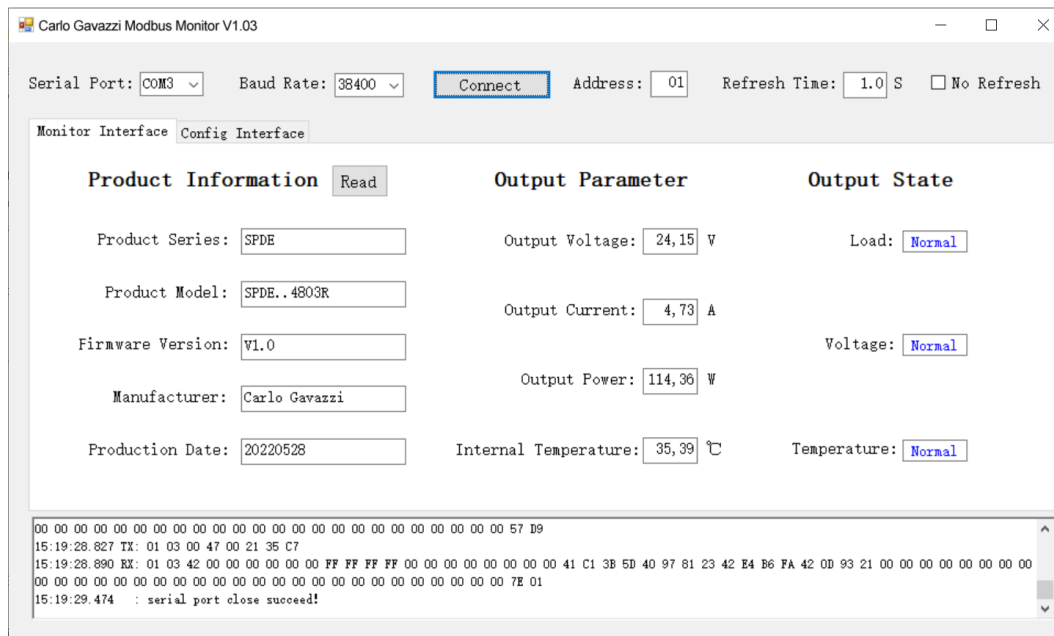 Carlo Gavazzi Modbus Monitor V1.03
Serial Port: COM3 Baud Rate: 38400 Connect Address: 01 Refresh Time: 1.0 S No Refresh
Monitor Interface Config Interface
Product Information Read Output Parameter Output State
Product Series: SPDE Output Voltage: 24,15 V Load: Normal
Product Model: SPDE..4803R Output Current: 4,73 A
Firmware Version: V1.0 Voltage: Normal
Output Power: 114,36 W
Manufacturer: Carlo Gavazzi
Production Date: 20220528 Internal Temperature: 35,39 ℃ Temperature: Normal
00 00 00 00 00 00 00 00 00 00 00 00 00 00 00 00 00 00 00 00 00 00 00 00 57 D9
15:19:28.827 TX: 01 03 00 47 00 21 35 C7
15:19:28.890 RX: 01 03 42 00 00 00 00 00 00 FF FF FF FF 00 00 00 00 00 00 00 00 41 C1 3B 5D 40 97 81 23 42 E4 B6 FA 42 0D 93 21 00 00 00 00 00 00 00 00
00 00 00 00 00 00 00 00 00 00 00 00 00 00 00 00 00 00 00 00 00 00 00 00 7E 01
15:19:29.474 : serial port close succeed!